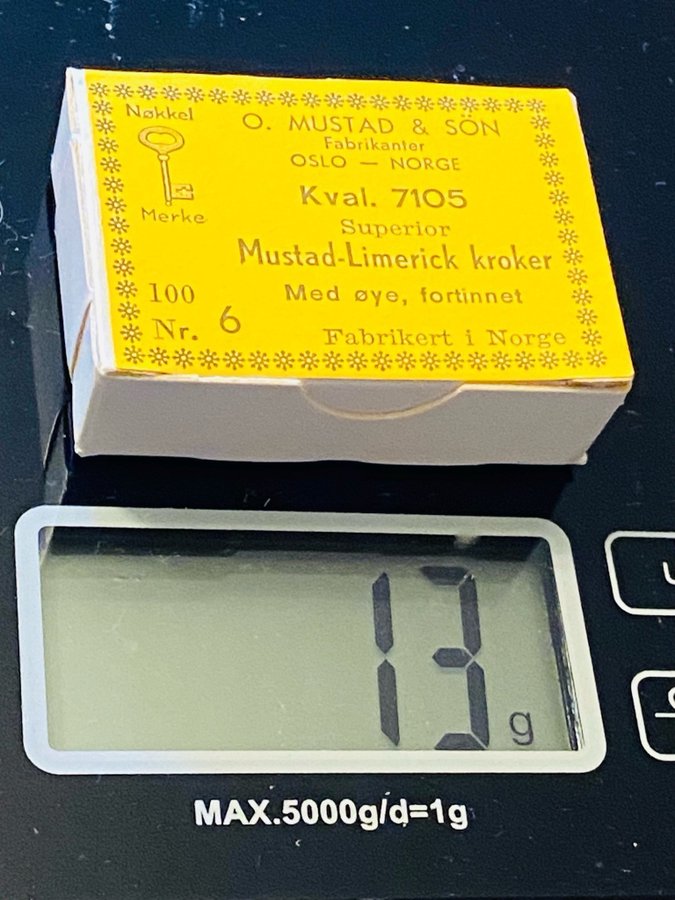 Nøkkel
Merke
O. MUSTAD & SÖN
Fabrikanter
OSLO — NORGE
Kval. 7105
Superior
Mustad-Limerick kroker
Med øye, fortinnet
100
Nr. 6
Fabrikert i Norge
13 g
MAX.5000g/d=1g